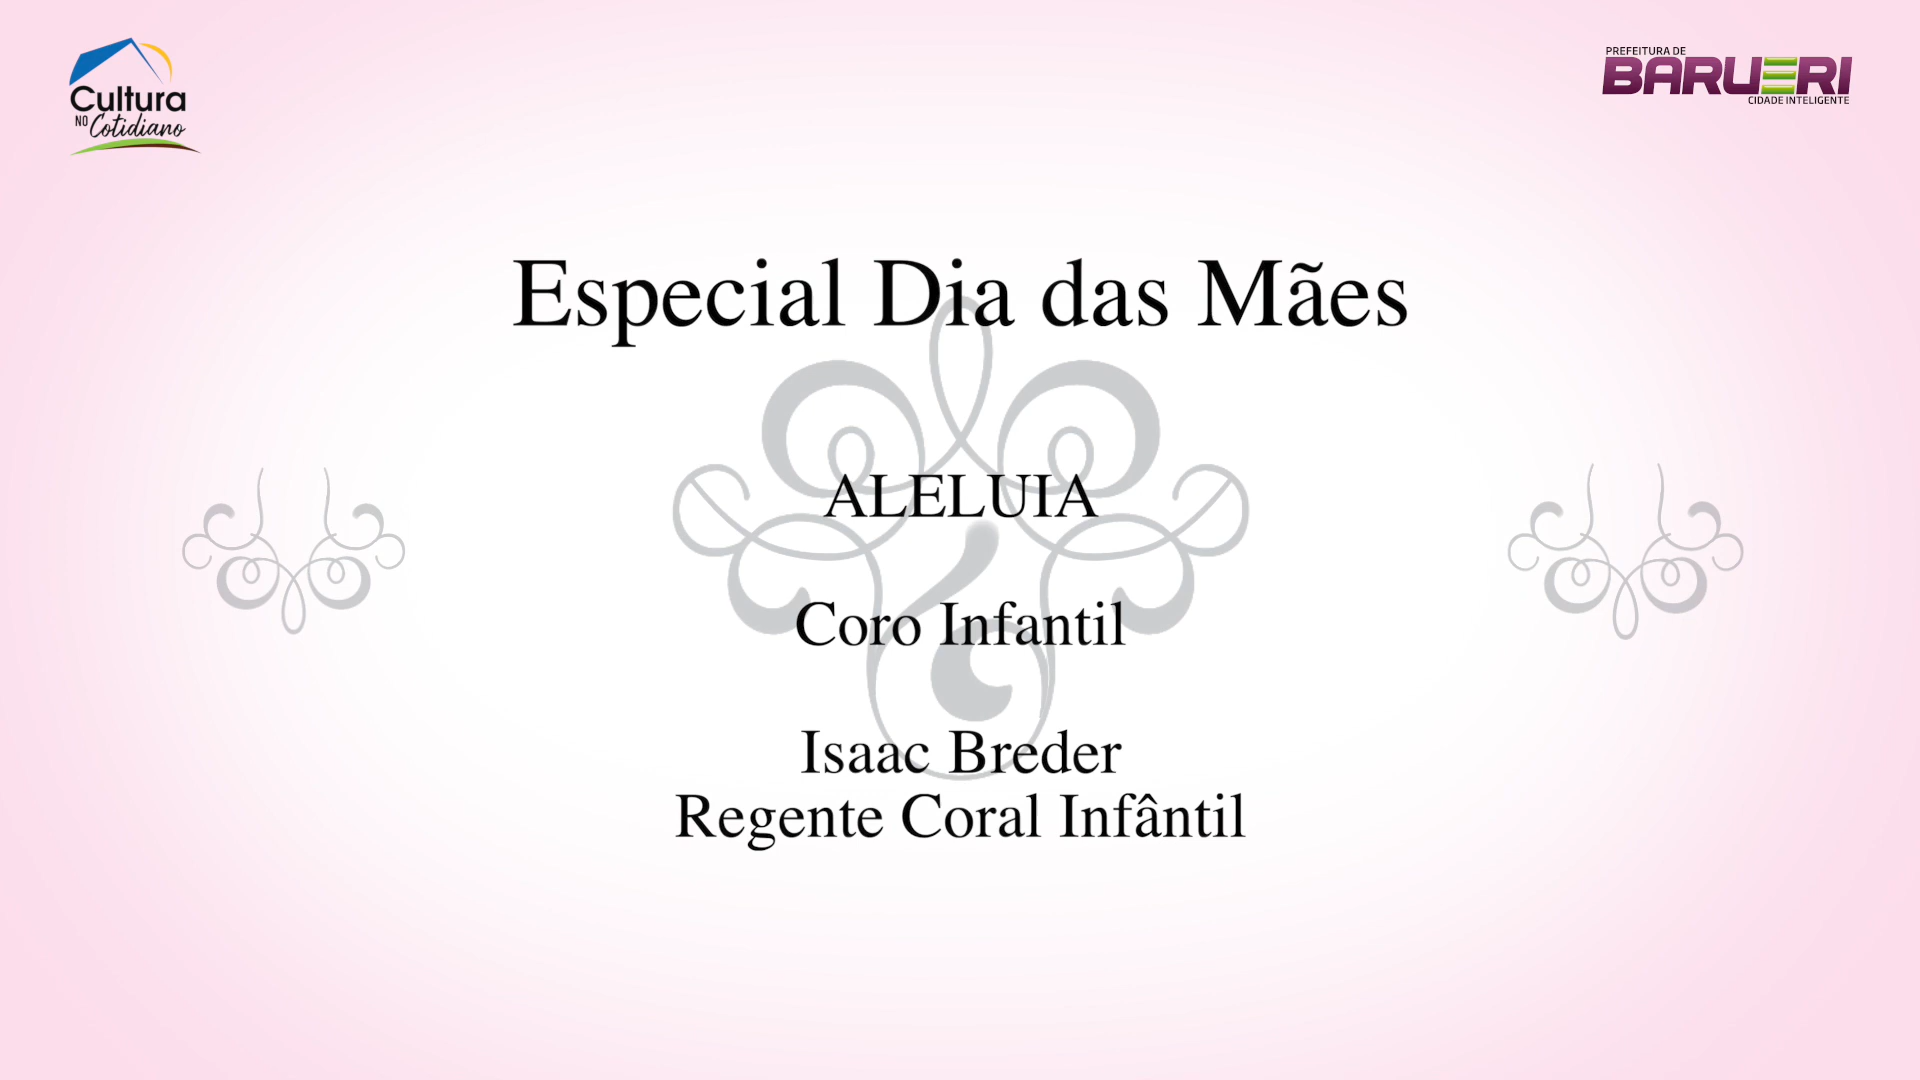 Cultura
NO Cotidiano
PREFEITURA DE
BARUERI
CIDADE INTELIGENTE
Especial Dia das Mães
ALELUIA
Coro Infantil
Isaac Breder
Regente Coral Infântil